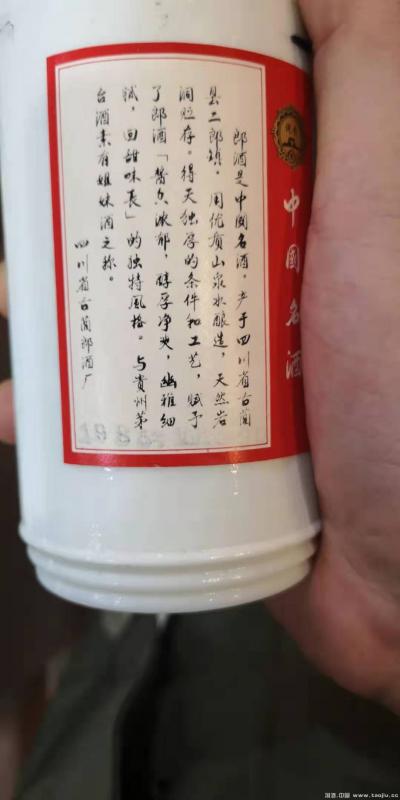 郎酒是中国名酒。产于四川省古蔺
县二郎镇。用优质山泉水酿造，天然岩
洞贮存。得天独厚的条件和工艺，赋予
了郎酒「酱香浓郁，醇厚净爽，幽雅细
腻，回甜味长」的独特风格。与贵州茅
台酒素有姐妹酒之称。
四川省古蔺郎酒厂
中国名酒
www.taojiu.cc